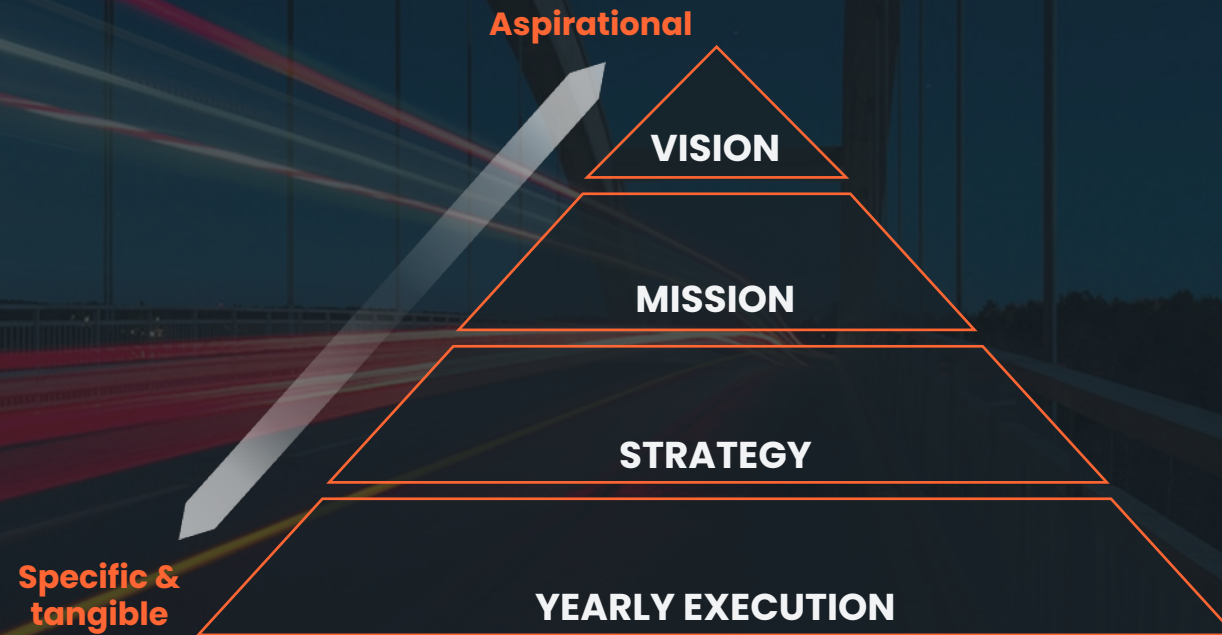 Aspirational
VISION
MISSION
STRATEGY
YEARLY EXECUTION
Specific &
tangible